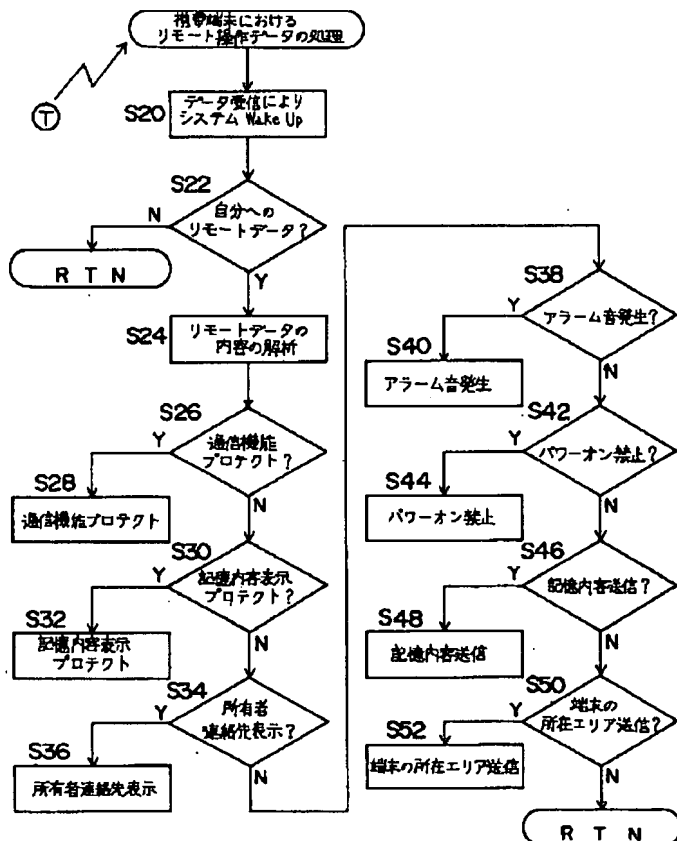 携帯端末における
リモート操作データの処理
T
S20
データ受信により
システム Wake Up
S22
自分への
リモートデータ?
N
Y
RTN
S24
リモートデータの
内容の解析
S26
通信機能
プロテクト?
Y
N
S28
通信機能プロテクト
S30
記憶内容表示
プロテクト?
Y
N
S32
記憶内容表示
プロテクト
S34
所有者
連絡先表示?
Y
N
S36
所有者連絡先表示
S38
アラーム音発生?
Y
N
S40
アラーム音発生
S42
パワーオン禁止?
Y
N
S44
パワーオン禁止
S46
記憶内容送信?
Y
N
S48
記憶内容送信
S50
端末の
所在エリア送信?
Y
N
S52
端末の所在エリア送信
RTN